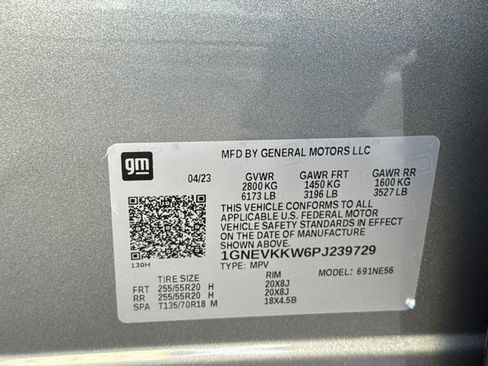 gm
MFD BY GENERAL MOTORS LLC
04/23 GVWR GAWR FRT GAWR RR
2800 KG 1450 KG 1600 KG
6173 LB 3196 LB 3527 LB
THIS VEHICLE CONFORMS TO ALL
APPLICABLE U.S. FEDERAL MOTOR
VEHICLE SAFETY STANDARDS IN EFFECT
ON THE DATE OF MANUFACTURE
SHOWN ABOVE.
1GNEVKKW6PJ239729
130H TYPE: MPV MODEL: 691NE56
TIRE SIZE RIM
FRT 255/55R20 H 20X8J
RR 255/55R20 H 20X8J
SPA T135/70R18 M 18X4.5B